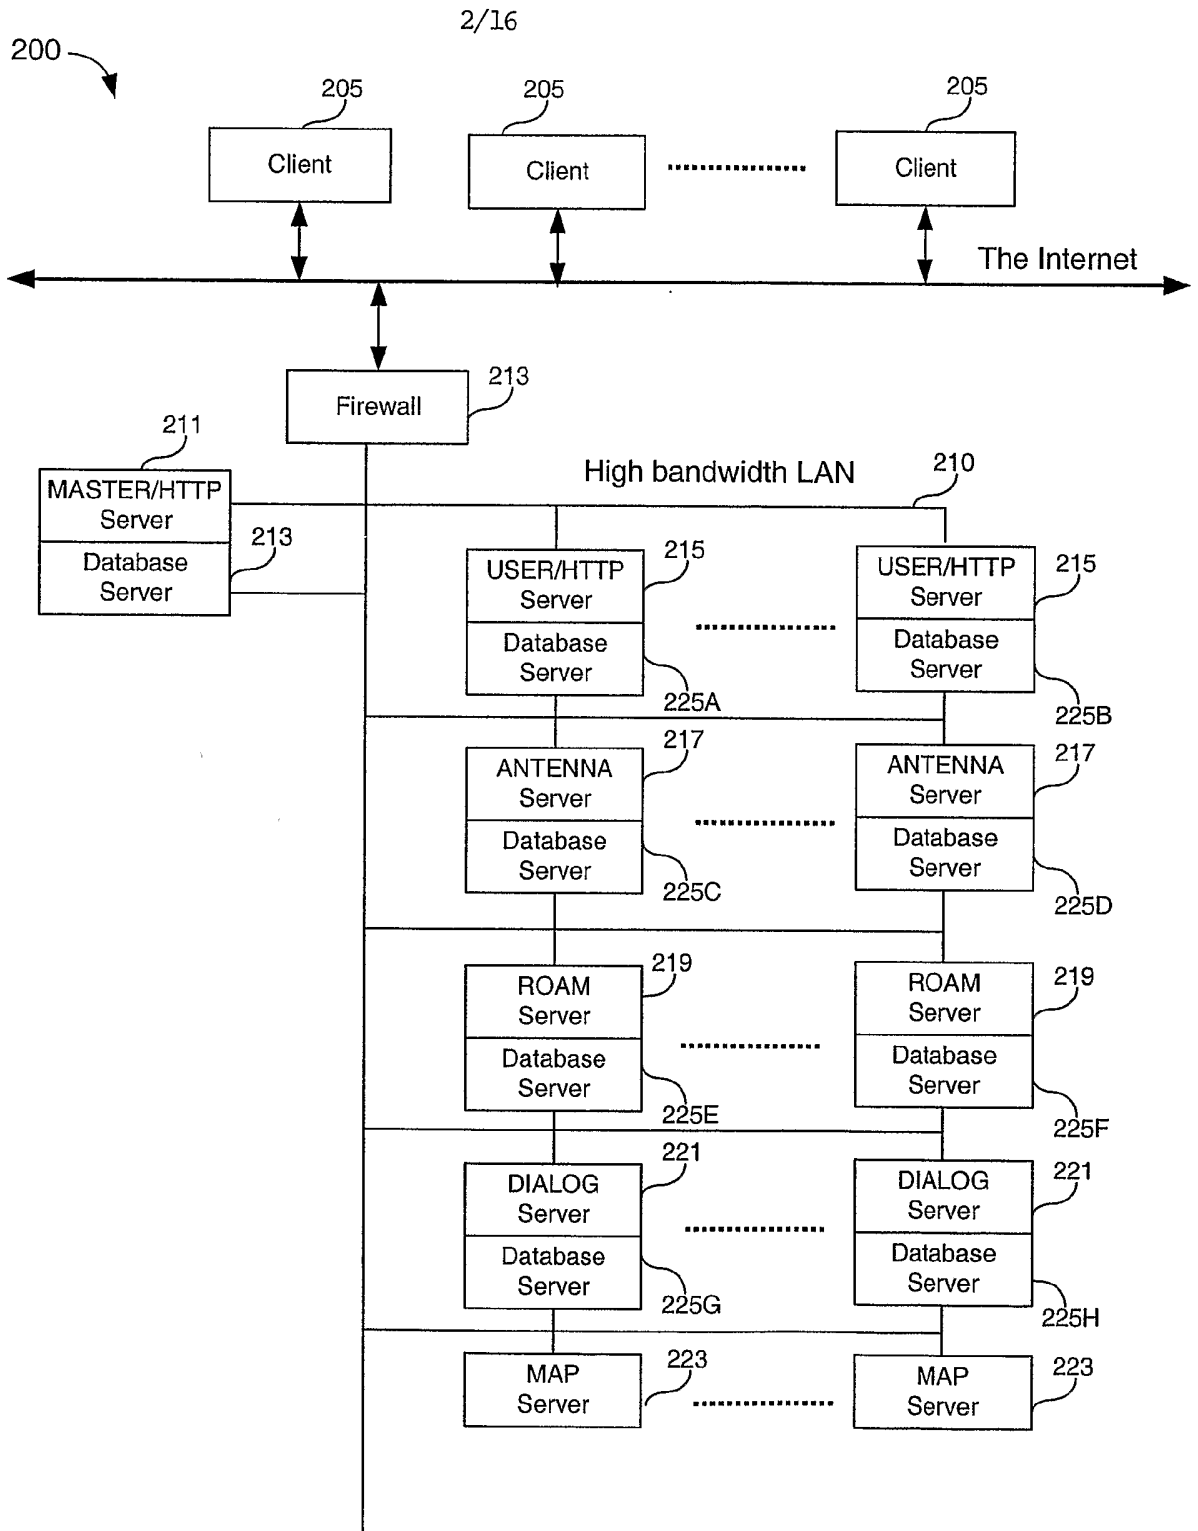 2/16
200
205
205
205
Client
Client
Client
The Internet
213
Firewall
211
High bandwidth LAN
210
MASTER/HTTP
Server
213
Database
Server
USER/HTTP
Server
215
Database
Server
225A
USER/HTTP
Server
215
Database
Server
225B
ANTENNA
Server
217
Database
Server
225C
ANTENNA
Server
217
Database
Server
225D
ROAM
Server
219
Database
Server
225E
ROAM
Server
219
Database
Server
225F
DIALOG
Server
221
Database
Server
225G
DIALOG
Server
221
Database
Server
225H
MAP
Server
223
MAP
Server
223